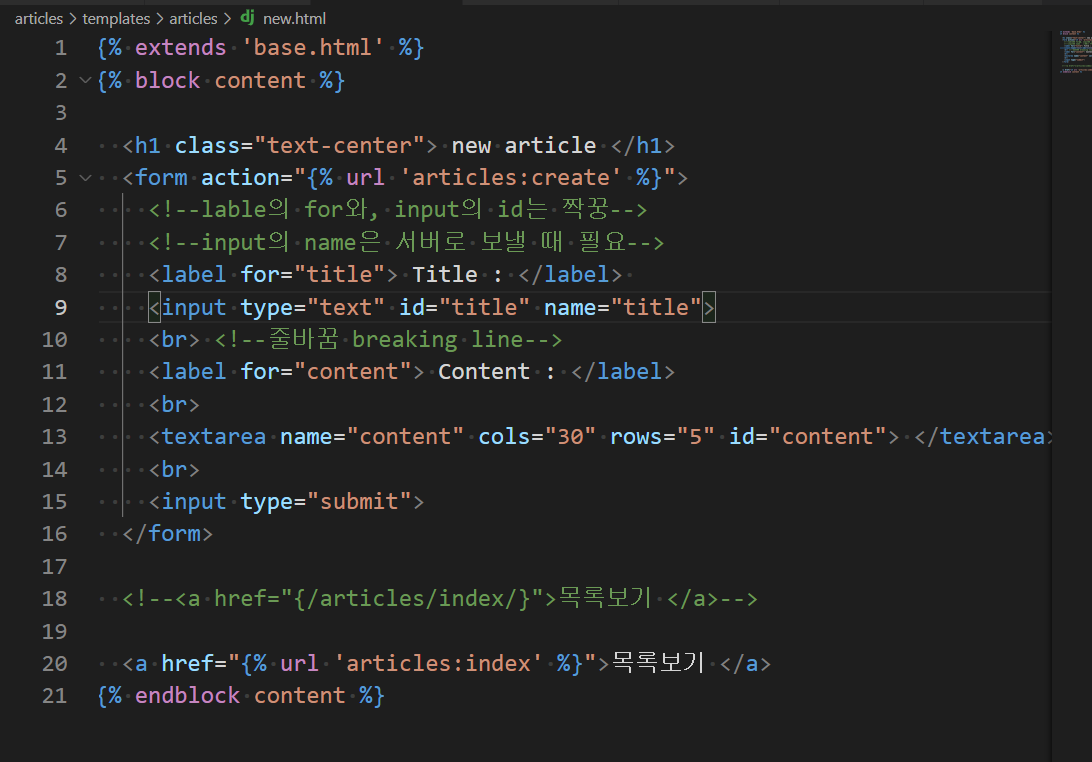 articles > templates > articles > dj new.html
1 {% extends 'base.html' %}
2 {% block content %}
3
4 <h1 class="text-center"> new article </h1>
5 <form action="{% url 'articles:create' %}">
6 <!--lable의 for와, input의 id는 짝꿍-->
7 <!--input의 name은 서버로 보낼 때 필요-->
8 <label for="title"> Title : </label>
9 <input type="text" id="title" name="title">
10 <br> <!--줄바꿈 breaking line-->
11 <label for="content"> Content : </label>
12 <br>
13 <textarea name="content" cols="30" rows="5" id="content"> </textarea>
14 <br>
15 <input type="submit">
16 </form>
17
18 <!--<a href="{/articles/index/}">목록보기 </a>-->
19
20 <a href="{% url 'articles:index' %}">목록보기 </a>
21 {% endblock content %}